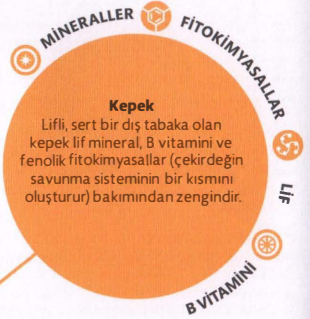 MİNERALLER
FİTOKİMYASALLAR
LİF
B VİTAMİNİ
Kepek
Lifli, sert bir dış tabaka olan
kepek lif mineral, B vitamini ve
fenolik fitokimyasallar (çekirdeğin
savunma sisteminin bir kısmını
oluşturur) bakımından zengindir.